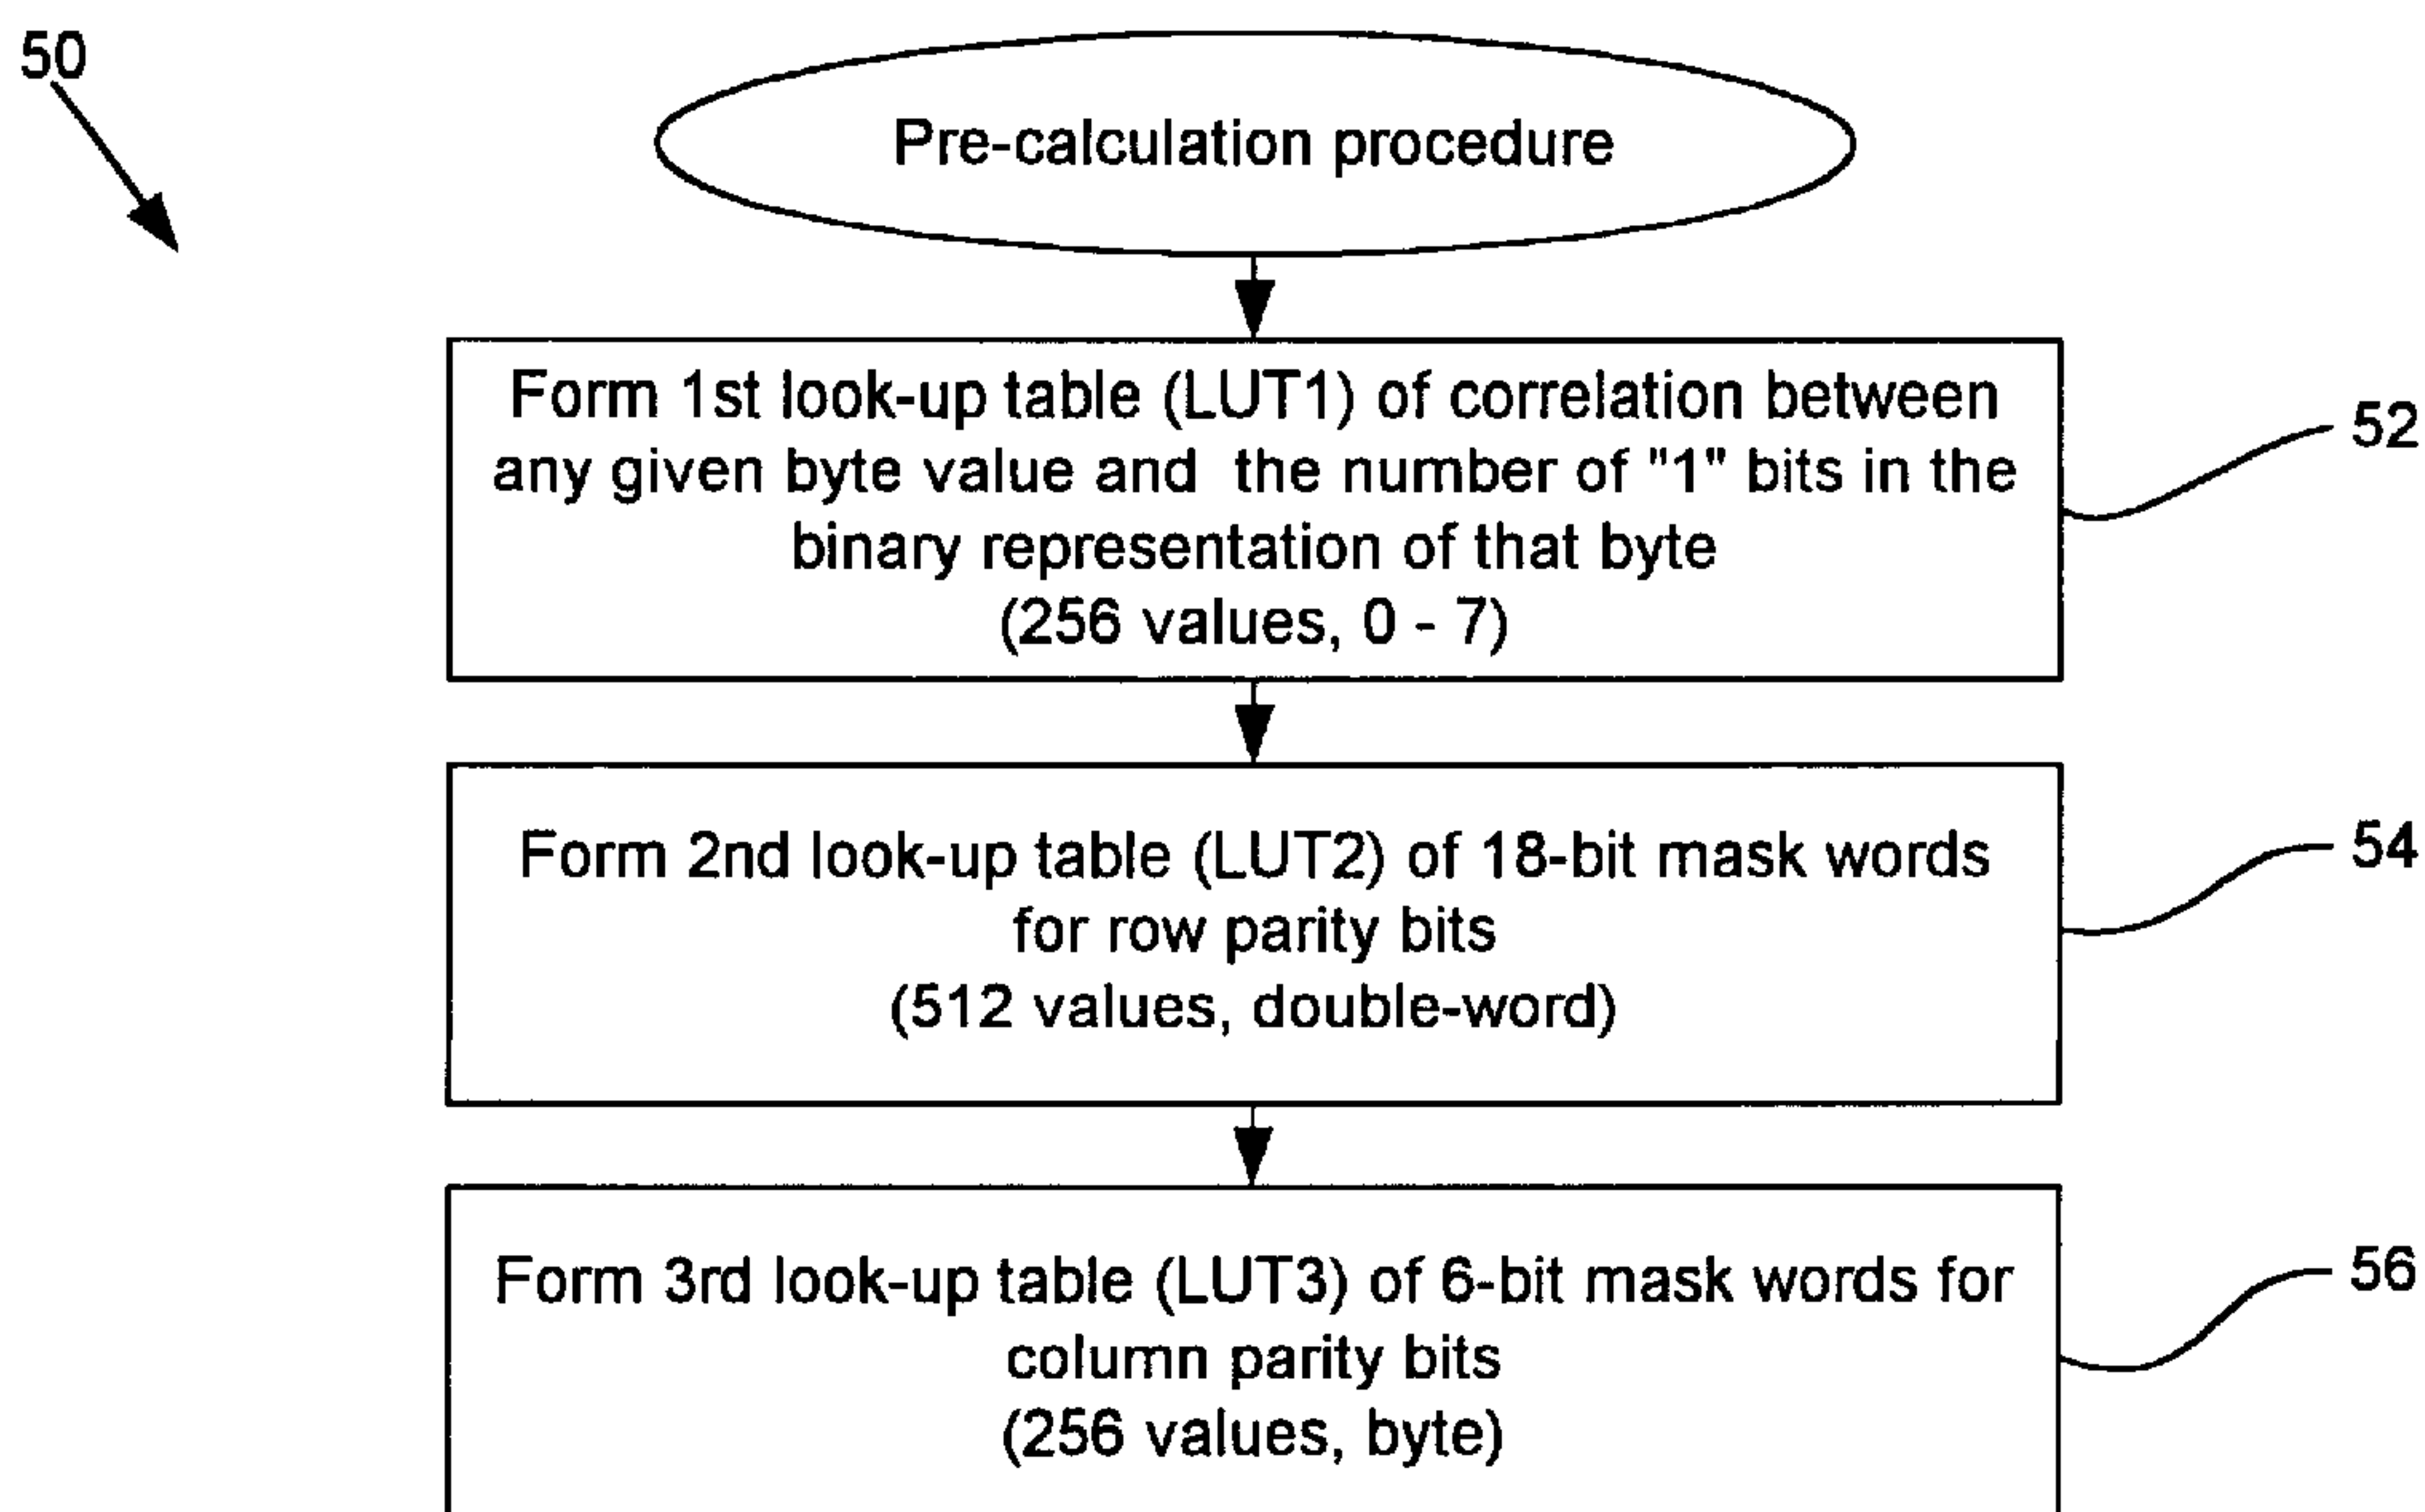 50
Pre-calculation procedure
Form 1st look-up table (LUT1) of correlation between
any given byte value and the number of "1" bits in the
binary representation of that byte
(256 values, 0 - 7)
52
Form 2nd look-up table (LUT2) of 18-bit mask words
for row parity bits
(512 values, double-word)
54
Form 3rd look-up table (LUT3) of 6-bit mask words for
column parity bits
(256 values, byte)
56